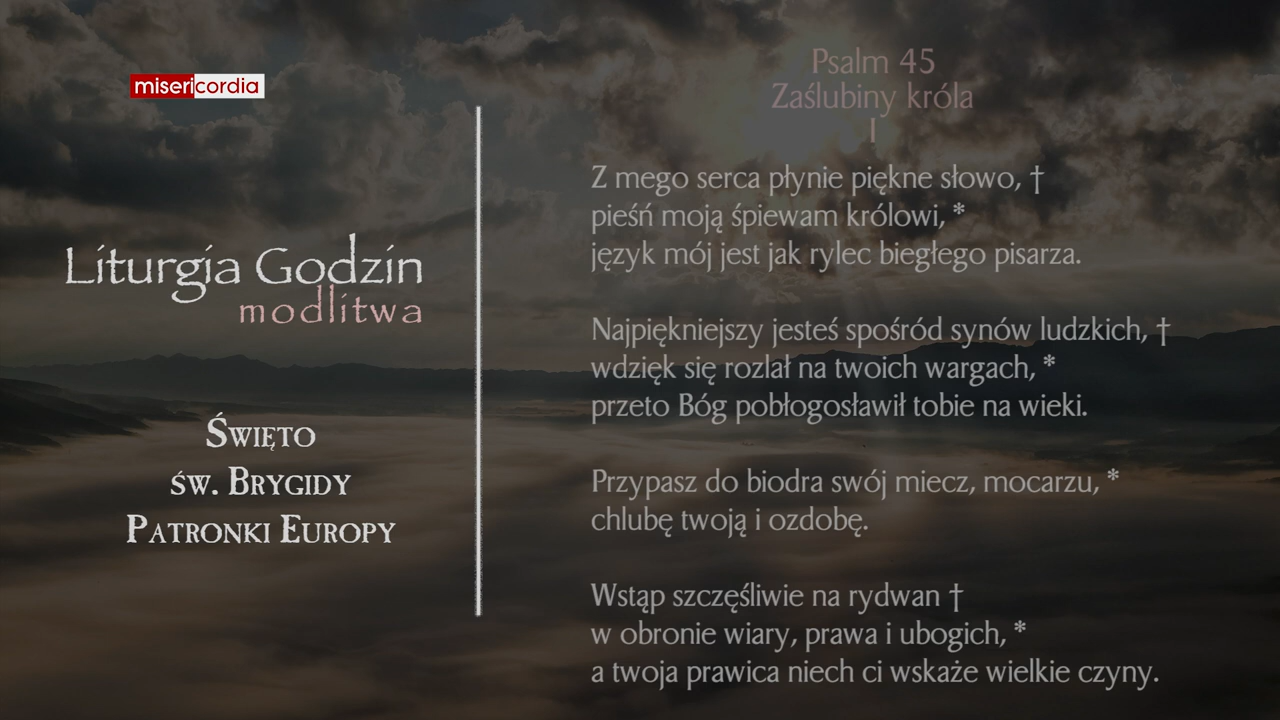 misericordia
Liturgia Godzin
modlitwa
Święto
św. Brygidy
Patronki Europy
Psalm 45
Zaślubiny króla
I
Z mego serca płynie piękne słowo, †
pieśń moją śpiewam królowi, *
język mój jest jak rylec biegłego pisarza.
Najpiękniejszy jesteś spośród synów ludzkich, †
wdzięk się rozlał na twoich wargach, *
przeto Bóg pobłogosławił tobie na wieki.
Przypasz do biodra swój miecz, mocarzu, *
chlubę twoją i ozdobę.
Wstąp szczęśliwie na rydwan †
w obronie wiary, prawa i ubogich, *
a twoja prawica niech ci wskaże wielkie czyny.